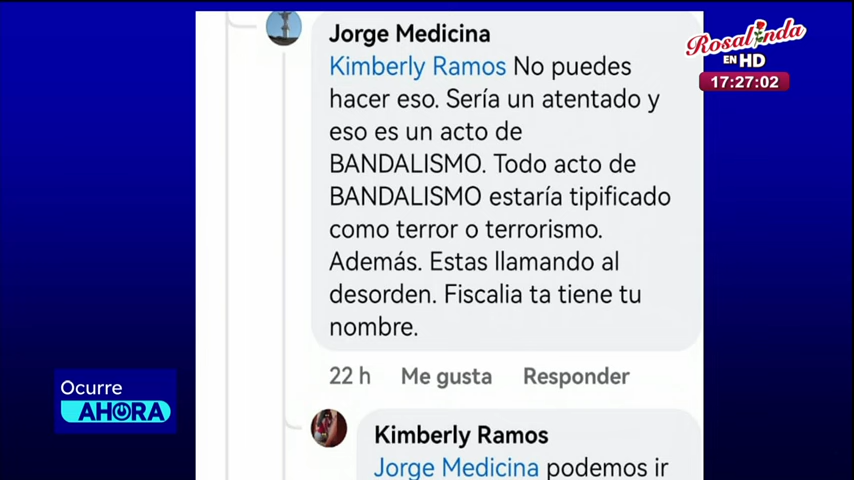 Rosalinda
EN HD
17:27:02
Jorge Medicina
Kimberly Ramos No puedes
hacer eso. Sería un atentado y
eso es un acto de
BANDALISMO. Todo acto de
BANDALISMO estaría tipificado
como terror o terrorismo.
Además. Estas llamando al
desorden. Fiscalia ta tiene tu
nombre.
22 h Me gusta Responder
Kimberly Ramos
Jorge Medicina podemos ir
Ocurre
AHORA